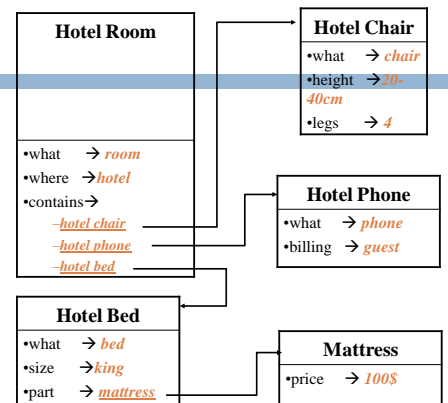 Hotel Room
•what → room
•where →hotel
•contains→
–hotel chair
–hotel phone
–hotel bed
Hotel Chair
•what → chair
•height →20-
40cm
•legs → 4
Hotel Phone
•what → phone
•billing → guest
Hotel Bed
•what → bed
•size →king
•part → mattress
Mattress
•price → 100$